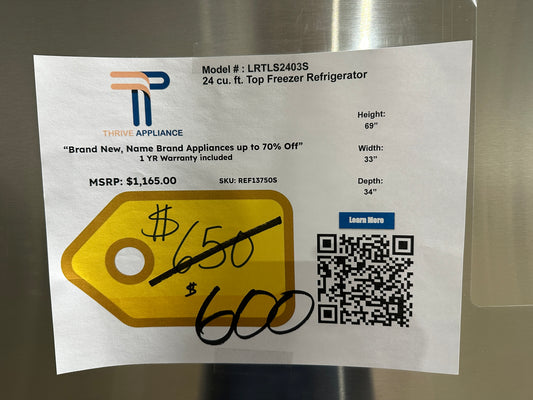 Model # : LRTLS2403S
24 cu. ft. Top Freezer Refrigerator
THRIVE APPLIANCE
"Brand New, Name Brand Appliances up to 70% Off"
1 YR Warranty included
MSRP: $1,165.00
SKU: REF13750S
Height:
69"
Width:
33"
Depth:
34"
Learn More
$650
$600